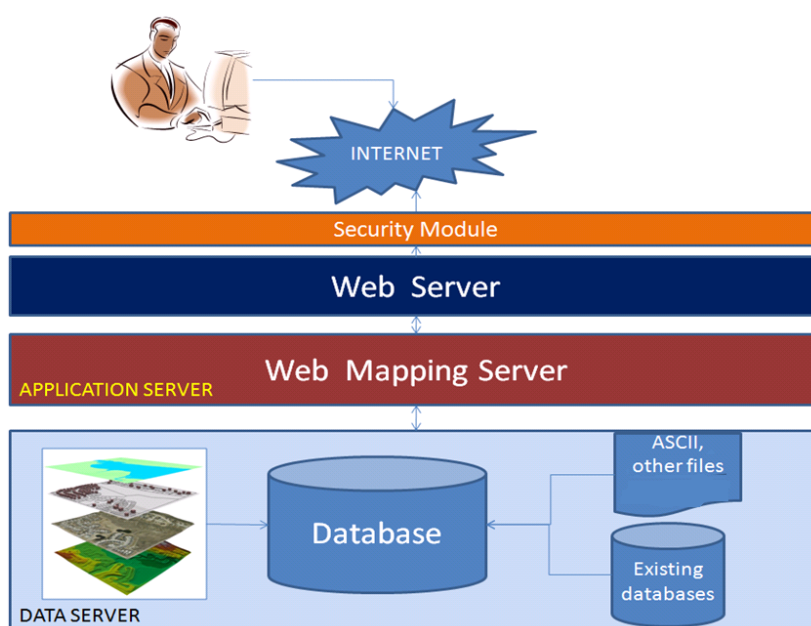 INTERNET
Security Module
Web Server
Web Mapping Server
APPLICATION SERVER
ASCII,
other files
Database
Existing
databases
DATA SERVER